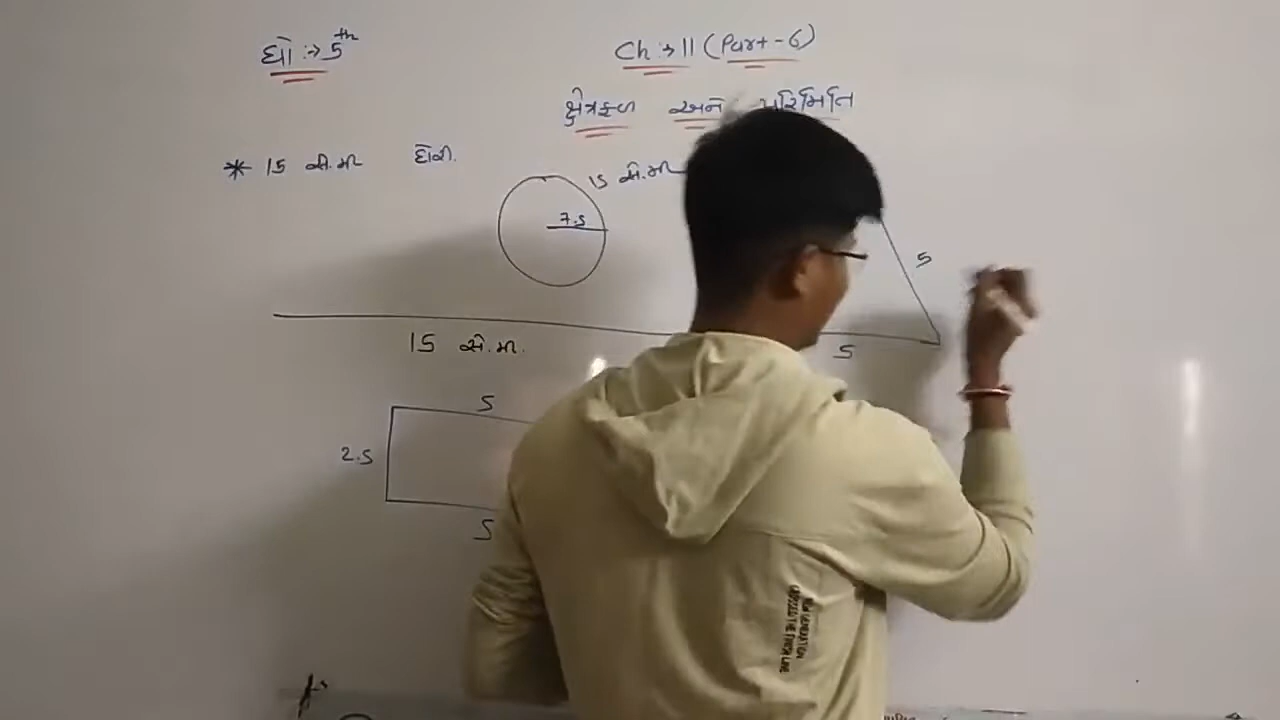 ધો :→ 5th
Ch :→ 11 (Part - 6)
ક્ષેત્રફળ અને પરિમિતિ
* 15 સે.મી દોરી.
15 સે.મી
7.5
5
15 સે.મી.
5
5
2.5
5